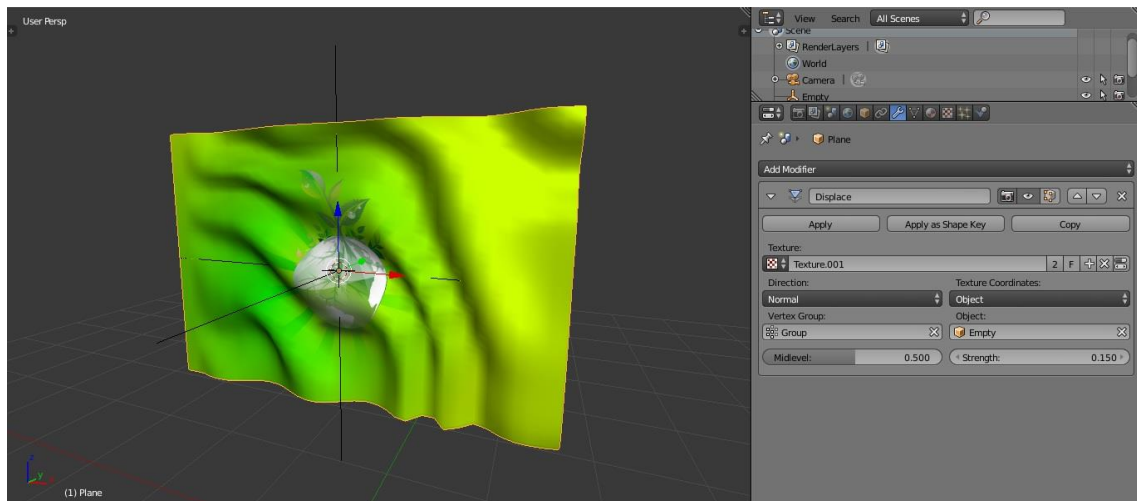 User Persp
View Search All Scenes
Scene
RenderLayers
World
Camera
Empty
Plane
Add Modifier
Displace
Apply Apply as Shape Key Copy
Texture:
Texture.001 2 F
Direction: Texture Coordinates:
Normal Object
Vertex Group: Object:
Group Empty
Midlevel: 0.500 Strength: 0.150
z
y
(1) Plane